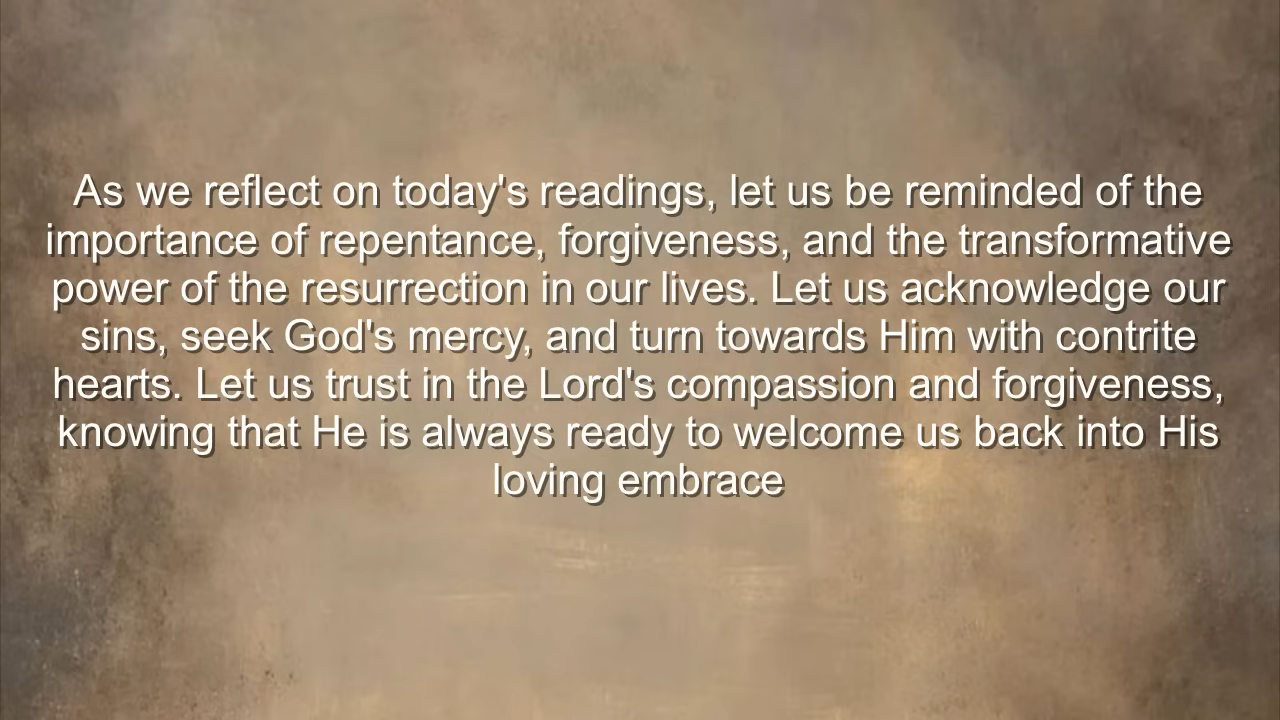 As we reflect on today's readings, let us be reminded of the
importance of repentance, forgiveness, and the transformative
power of the resurrection in our lives. Let us acknowledge our
sins, seek God's mercy, and turn towards Him with contrite
hearts. Let us trust in the Lord's compassion and forgiveness,
knowing that He is always ready to welcome us back into His
loving embrace